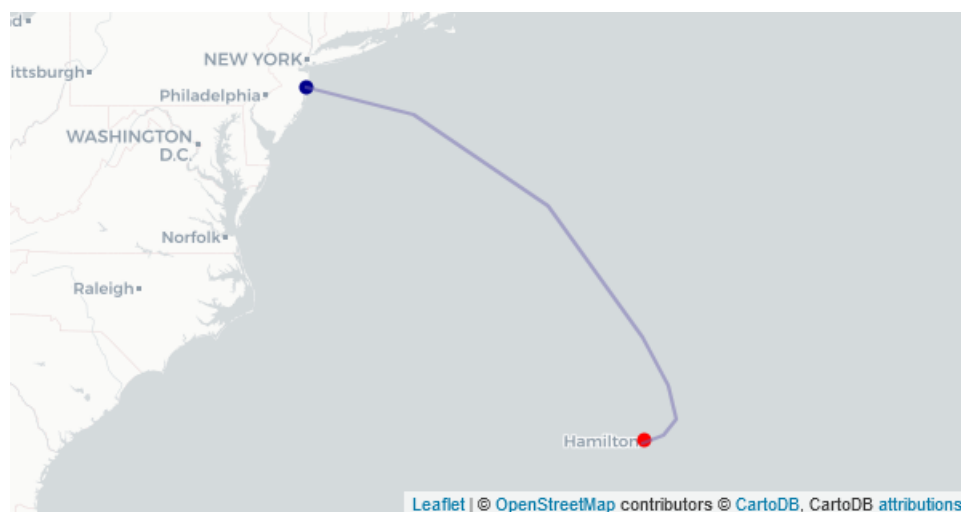 d
NEW YORK
ittsburgh
Philadelphia
WASHINGTON
D.C.
Norfolk
Raleigh
Hamilton
Leaflet | © OpenStreetMap contributors © CartoDB, CartoDB attributions